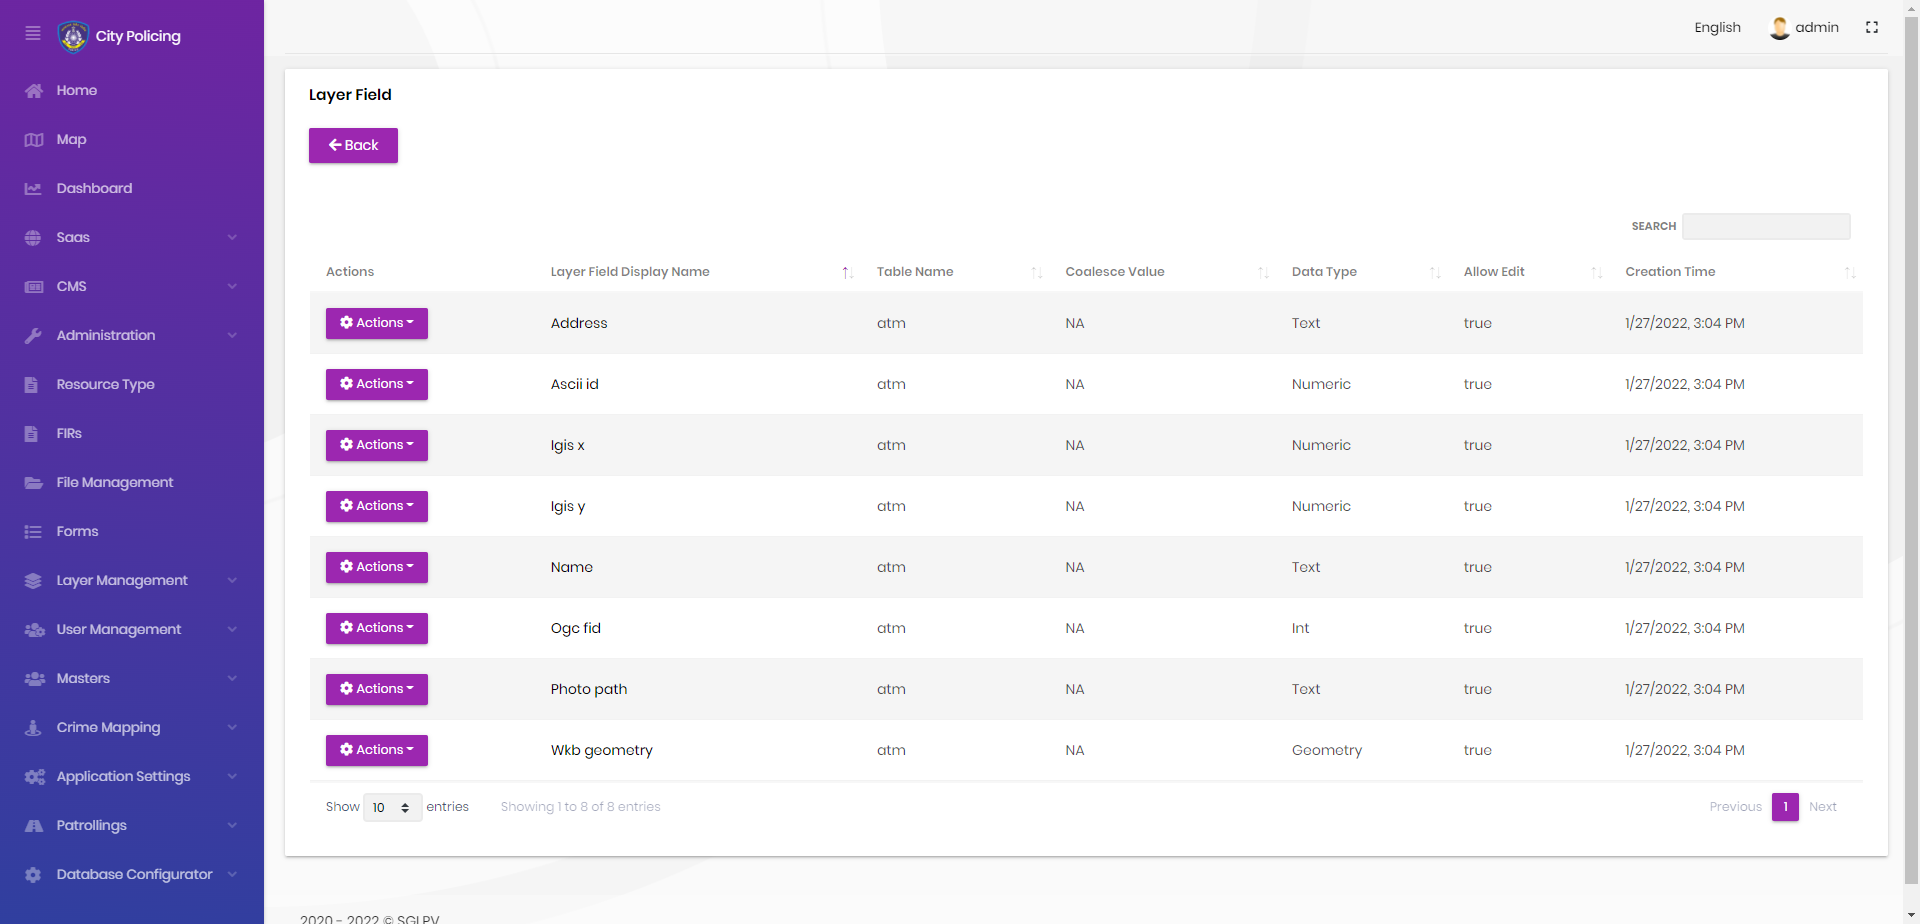 City Policing
English
admin
Home
Map
Dashboard
Saas
CMS
Administration
Resource Type
FIRs
File Management
Forms
Layer Management
User Management
Masters
Crime Mapping
Application Settings
Patrollings
Database Configurator
Layer Field
Back
SEARCH
Actions Layer Field Display Name Table Name Coalesce Value Data Type Allow Edit Creation Time
Actions Address atm NA Text true 1/27/2022, 3:04 PM
Actions Ascii id atm NA Numeric true 1/27/2022, 3:04 PM
Actions Igis x atm NA Numeric true 1/27/2022, 3:04 PM
Actions Igis y atm NA Numeric true 1/27/2022, 3:04 PM
Actions Name atm NA Text true 1/27/2022, 3:04 PM
Actions Ogc fid atm NA Int true 1/27/2022, 3:04 PM
Actions Photo path atm NA Text true 1/27/2022, 3:04 PM
Actions Wkb geometry atm NA Geometry true 1/27/2022, 3:04 PM
Show 10 entries Showing 1 to 8 of 8 entries Previous 1 Next
2020 - 2022 ©